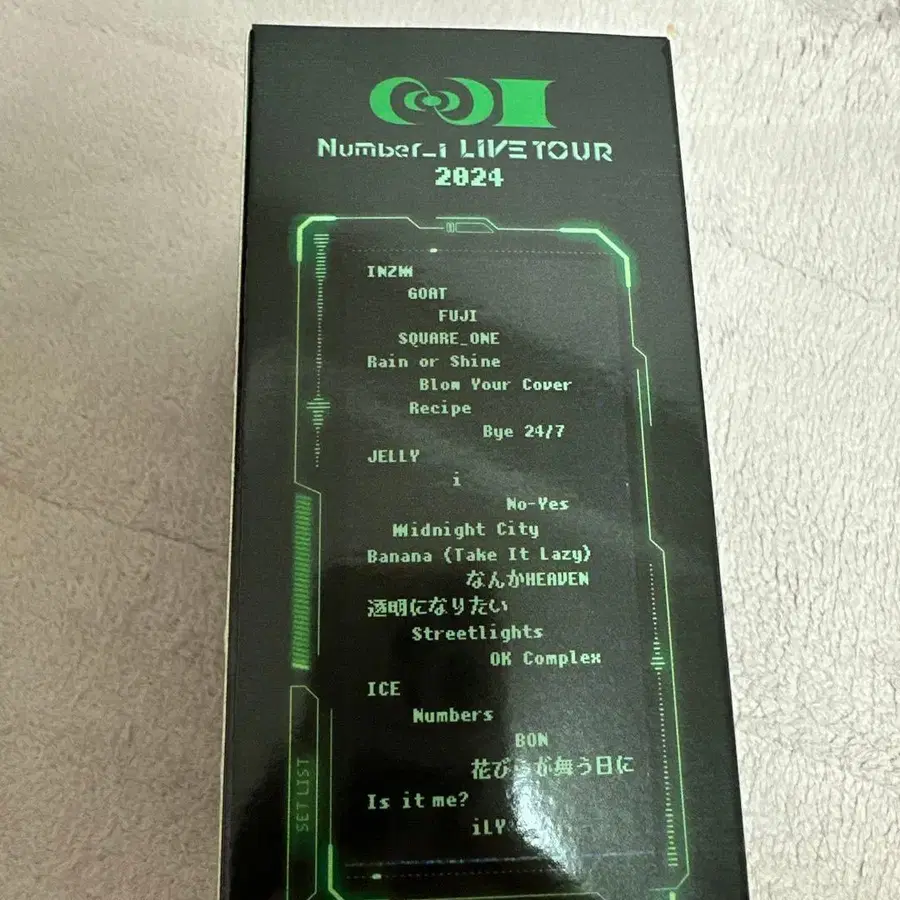 Number_i LIVE TOUR
2024
INZM
GOAT
FUJI
SQUARE_ONE
Rain or Shine
Blow Your Cover
Recipe
Bye 24/7
JELLY
i
No-Yes
Midnight City
Banana (Take It Lazy)
なんかHEAVEN
透明になりたい
Streetlights
OK Complex
ICE
Numbers
BON
花びらが舞う日に
Is it me?
iLY
SET LIST